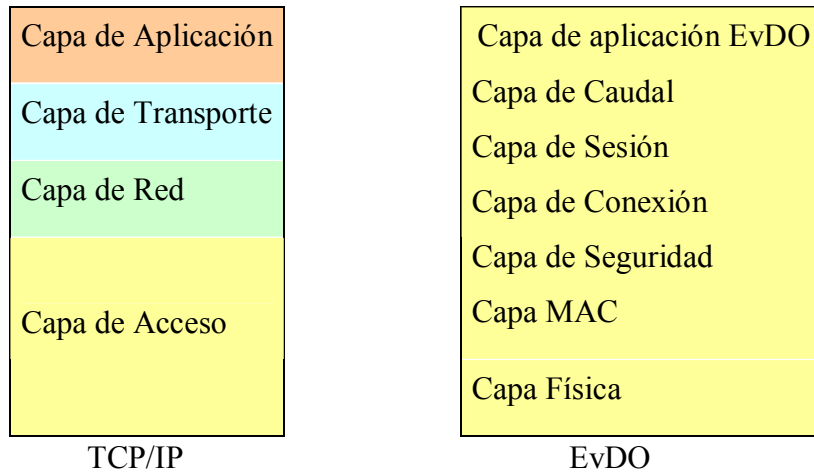 Capa de Aplicación
Capa de Transporte
Capa de Red
Capa de Acceso
TCP/IP
Capa de aplicación EvDO
Capa de Caudal
Capa de Sesión
Capa de Conexión
Capa de Seguridad
Capa MAC
Capa Física
EvDO